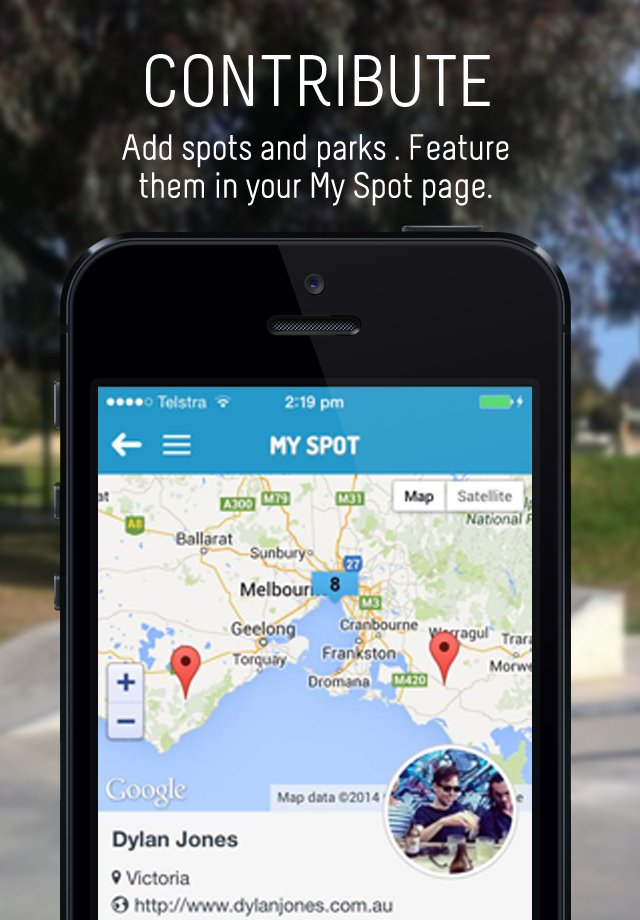 CONTRIBUTE
Add spots and parks . Feature
them in your My Spot page.
Telstra 2:19 pm
MY SPOT
at A300 M79 M31 Map Satellite
National
A8
Ballarat
Sunbury
27
Melbour 8
M3
Geelong Cranbourne Warragul
Torquay Frankston Morwe
Dromana M420
+
−
Google
Map data ©2014 e
Dylan Jones
Victoria
http://www.dylanjones.com.au